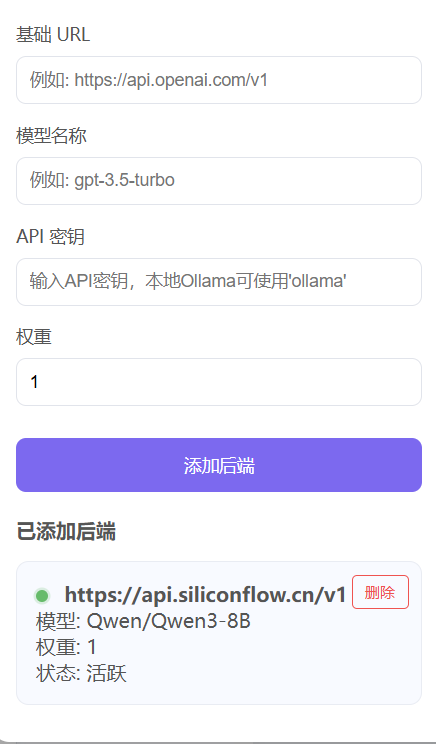 基础 URL
例如: https://api.openai.com/v1
模型名称
例如: gpt-3.5-turbo
API 密钥
输入API密钥，本地Ollama可使用'ollama'
权重
1
添加后端
已添加后端
https://api.siliconflow.cn/v1 删除
模型: Qwen/Qwen3-8B
权重: 1
状态: 活跃